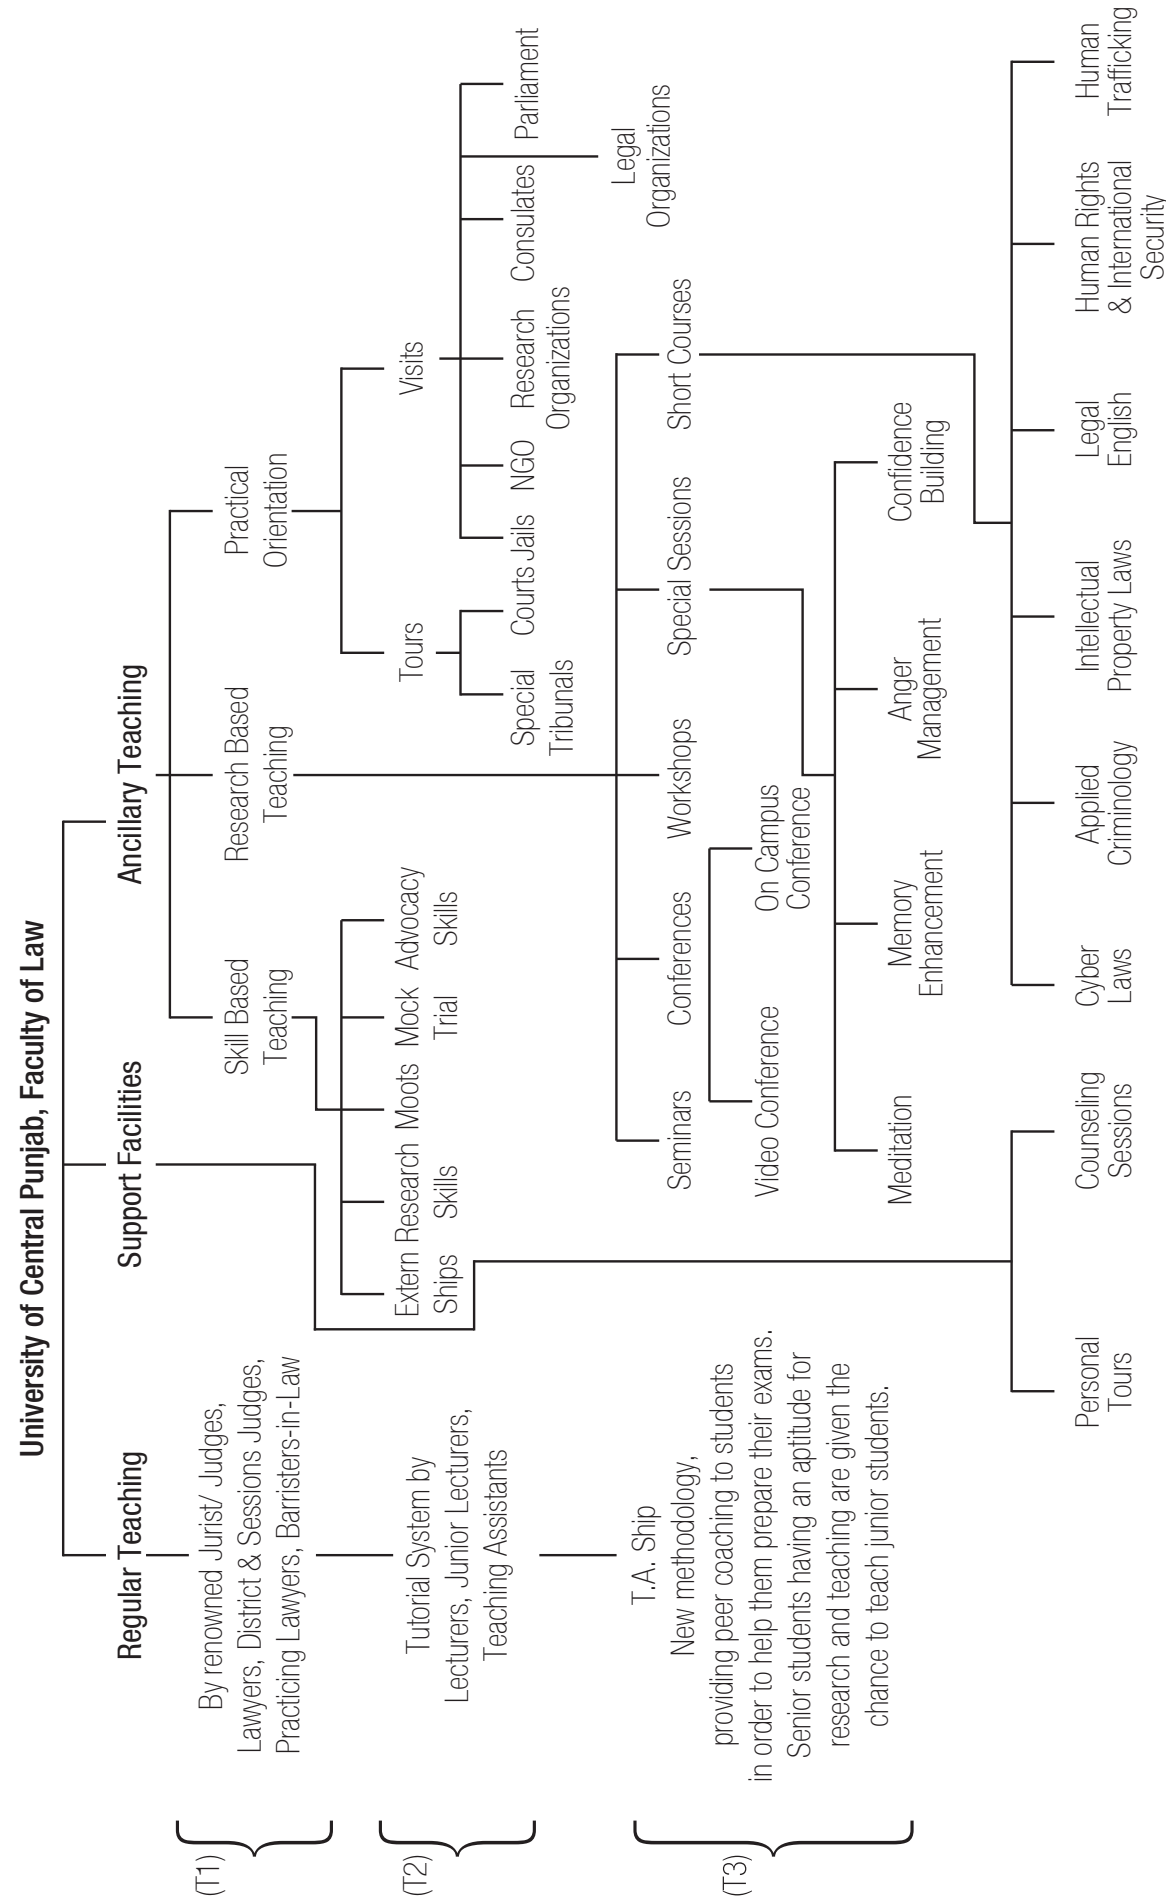 University of Central Punjab, Faculty of Law
Regular Teaching
Support Facilities
Ancillary Teaching
(T1)
By renowned Jurist/ Judges,
Lawyers, District & Sessions Judges,
Practicing Lawyers, Barristers-in-Law
(T2)
Tutorial System by
Lecturers, Junior Lecturers,
Teaching Assistants
(T3)
T.A. Ship
New methodology,
providing peer coaching to students
in order to help them prepare their exams.
Senior students having an aptitude for
research and teaching are given the
chance to teach junior students.
Skill Based
Teaching
Research Based
Teaching
Practical
Orientation
Extern
Ships
Research
Skills
Moots
Mock
Trial
Advocacy
Skills
Tours
Visits
Special
Tribunals
Courts
Jails
NGO
Research
Organizations
Consulates
Parliament
Legal
Organizations
Seminars
Conferences
Workshops
Special Sessions
Short Courses
Video Conference
On Campus
Conference
Meditation
Memory
Enhancement
Anger
Management
Confidence
Building
Personal
Tours
Counseling
Sessions
Cyber
Laws
Applied
Criminology
Intellectual
Property Laws
Legal
English
Human Rights
& International
Security
Human
Trafficking